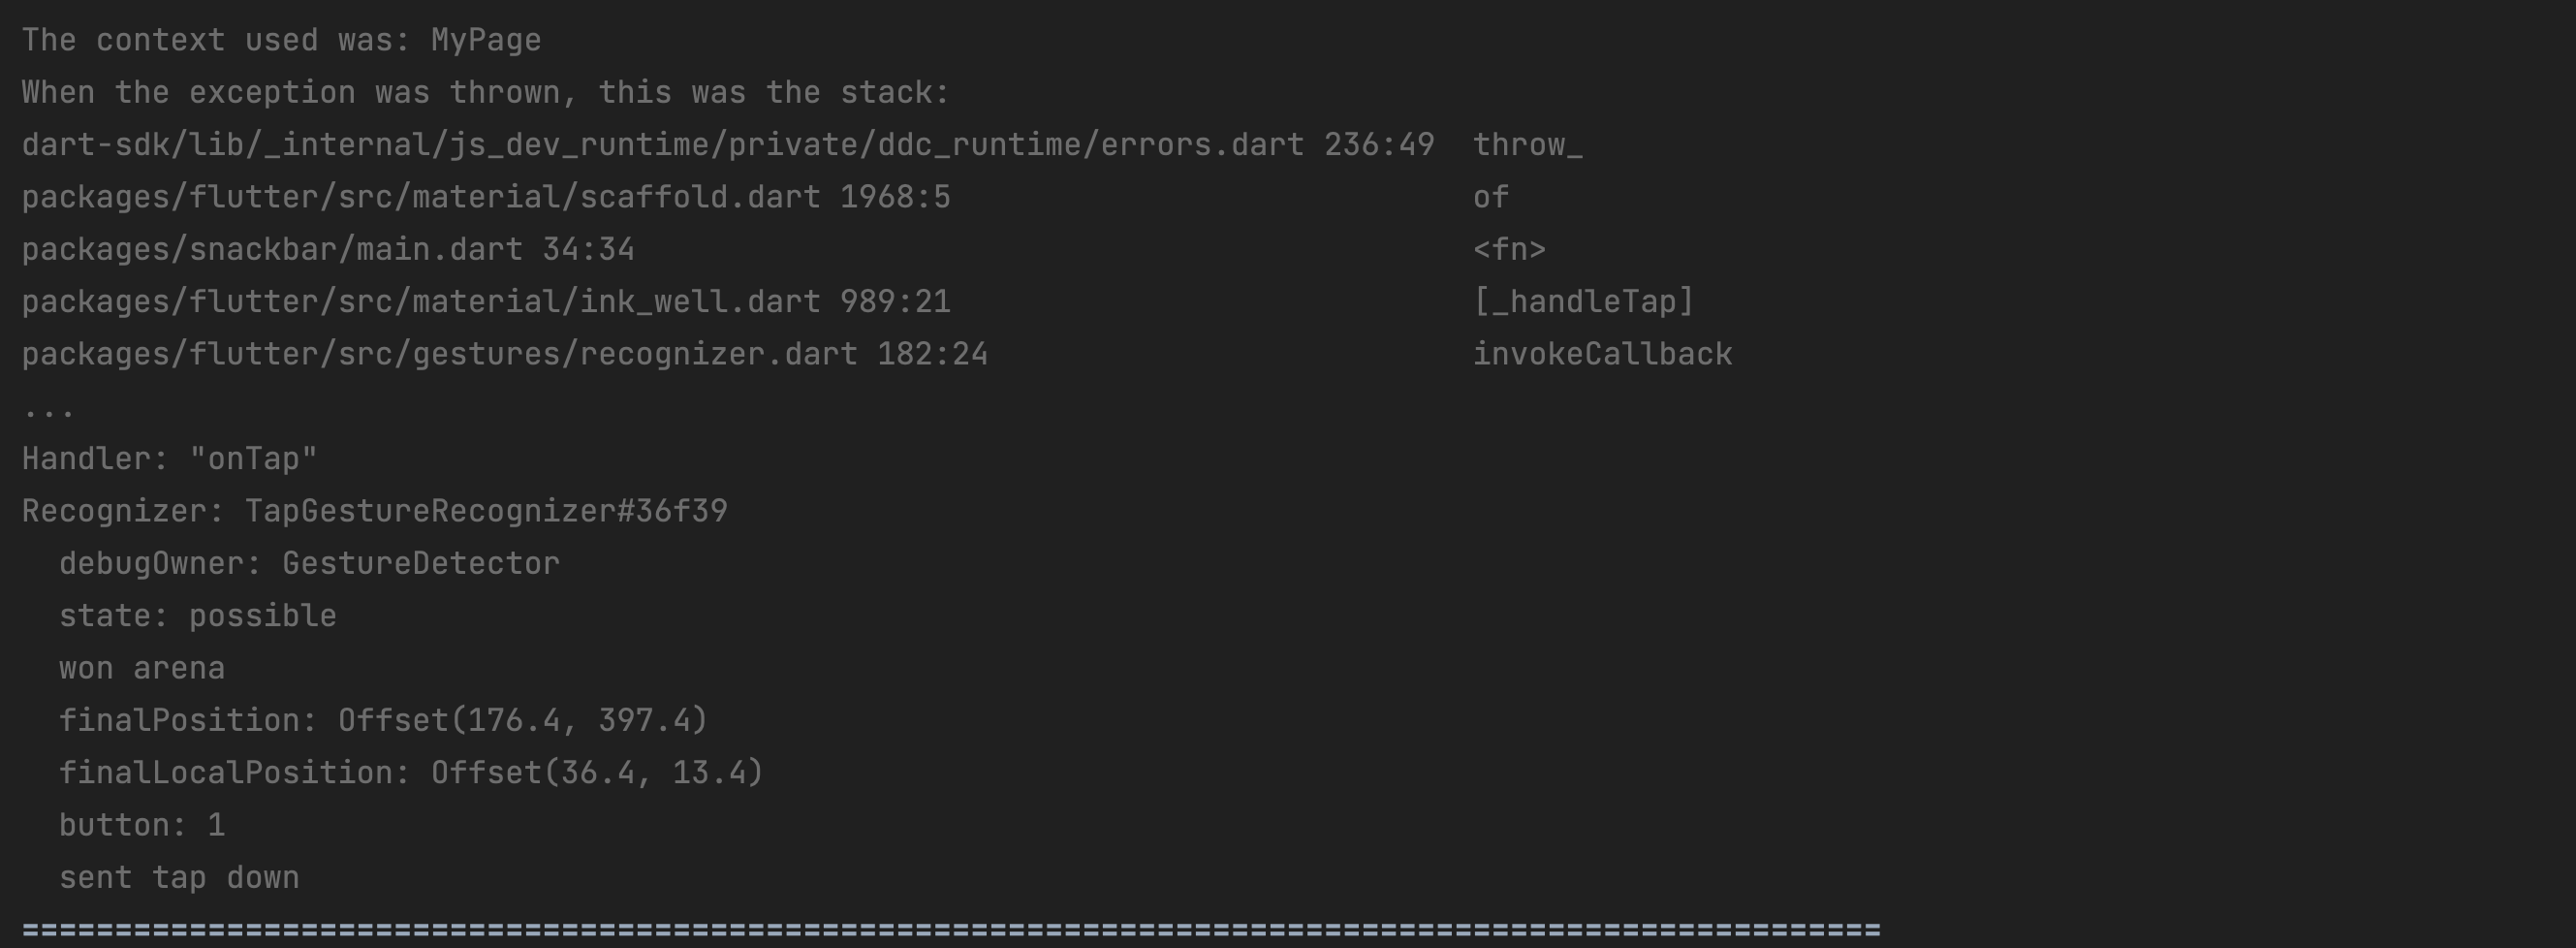 The context used was: MyPage
When the exception was thrown, this was the stack:
dart-sdk/lib/_internal/js_dev_runtime/private/ddc_runtime/errors.dart 236:49  throw_
packages/flutter/src/material/scaffold.dart 1968:5                            of
packages/snackbar/main.dart 34:34                                             <fn>
packages/flutter/src/material/ink_well.dart 989:21                            [_handleTap]
packages/flutter/src/gestures/recognizer.dart 182:24                          invokeCallback
...
Handler: "onTap"
Recognizer: TapGestureRecognizer#36f39
  debugOwner: GestureDetector
  state: possible
  won arena
  finalPosition: Offset(176.4, 397.4)
  finalLocalPosition: Offset(36.4, 13.4)
  button: 1
  sent tap down
====================================================================================================